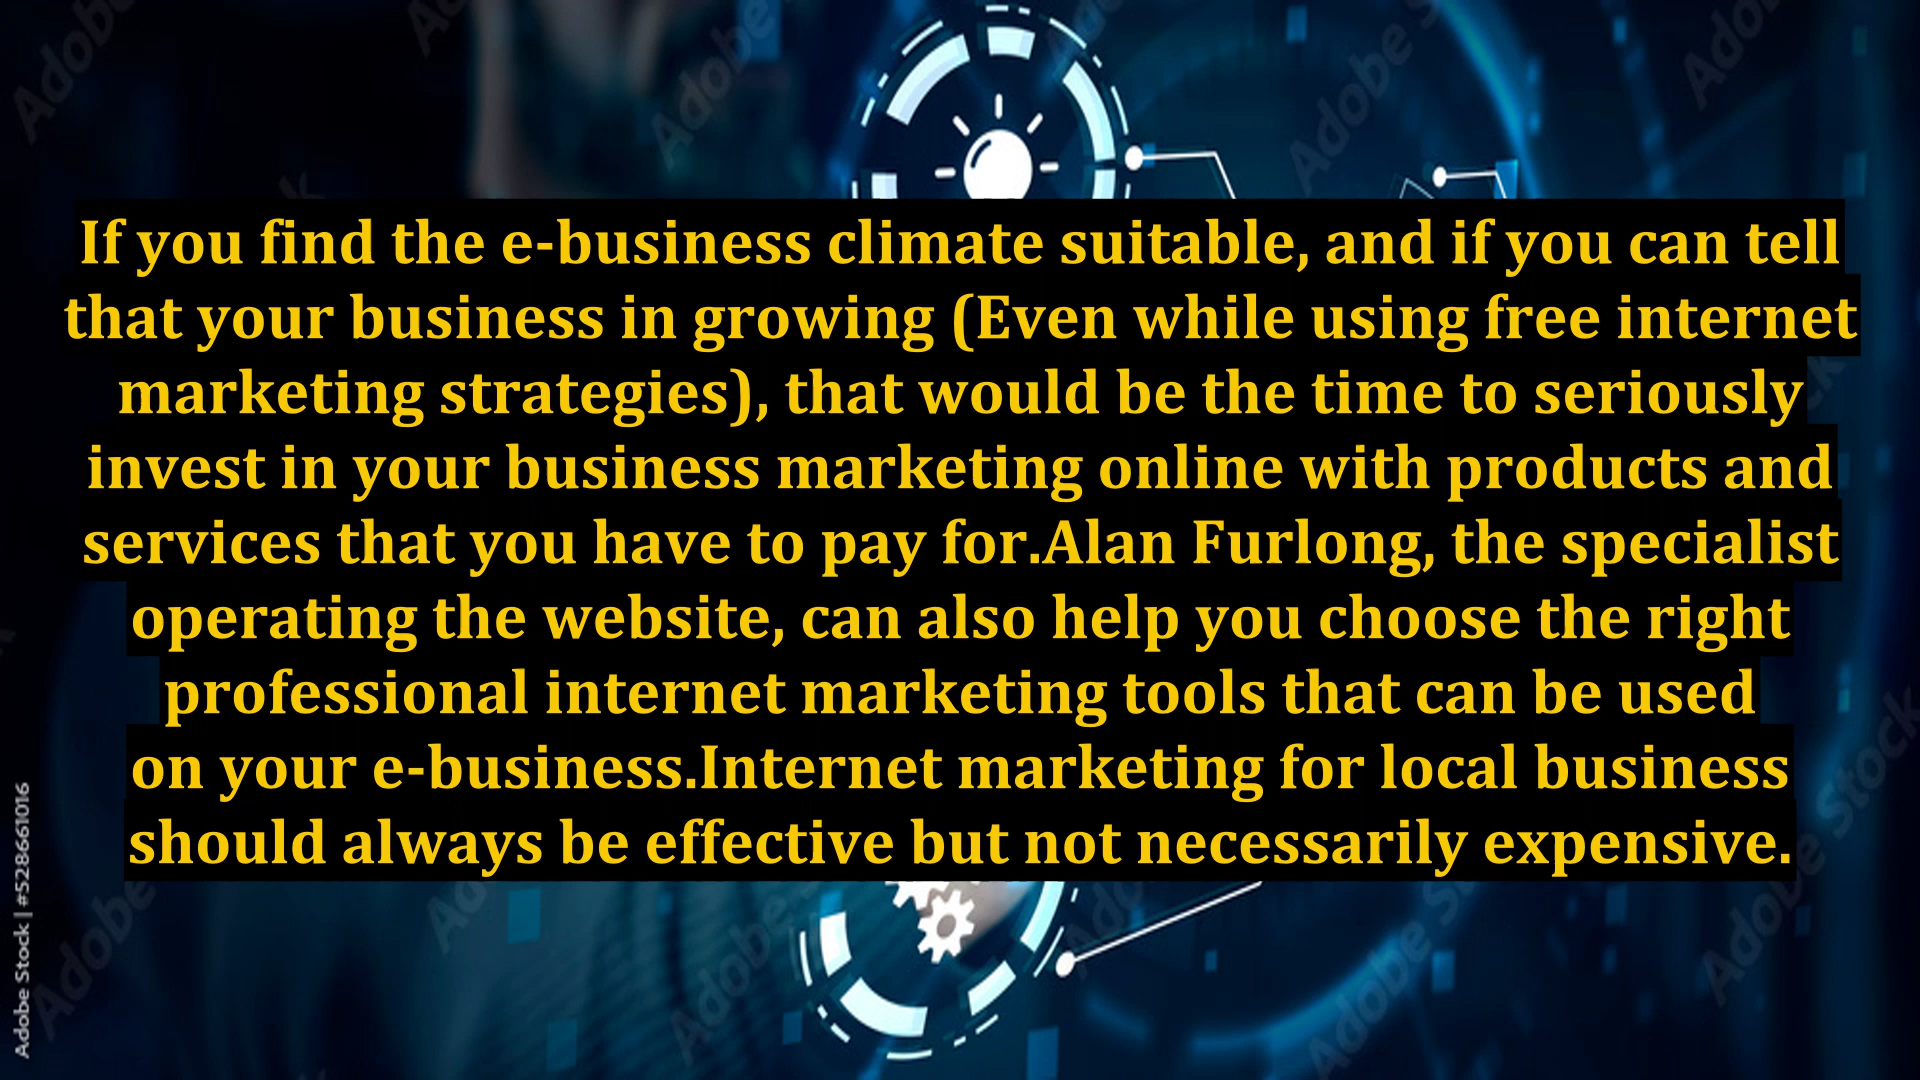 If you find the e-business climate suitable, and if you can tell
that your business in growing (Even while using free internet
marketing strategies), that would be the time to seriously
invest in your business marketing online with products and
services that you have to pay for.Alan Furlong, the specialist
operating the website, can also help you choose the right
professional internet marketing tools that can be used
on your e-business.Internet marketing for local business
should always be effective but not necessarily expensive.
Adobe Stock | #528661016